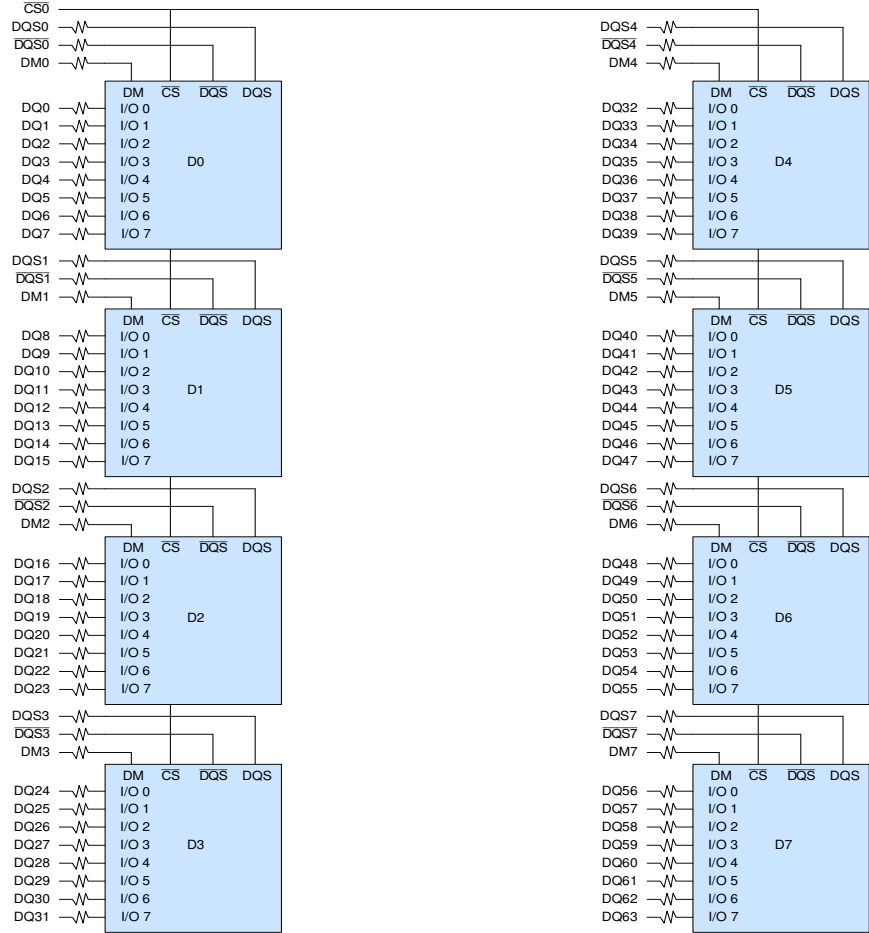 CS0
DQS0
DQS0
DM0
DM CS DQS DQS
DQ0 I/O 0
DQ1 I/O 1
DQ2 I/O 2
DQ3 I/O 3 D0
DQ4 I/O 4
DQ5 I/O 5
DQ6 I/O 6
DQ7 I/O 7
DQS1
DQS1
DM1
DM CS DQS DQS
DQ8 I/O 0
DQ9 I/O 1
DQ10 I/O 2
DQ11 I/O 3 D1
DQ12 I/O 4
DQ13 I/O 5
DQ14 I/O 6
DQ15 I/O 7
DQS2
DQS2
DM2
DM CS DQS DQS
DQ16 I/O 0
DQ17 I/O 1
DQ18 I/O 2
DQ19 I/O 3 D2
DQ20 I/O 4
DQ21 I/O 5
DQ22 I/O 6
DQ23 I/O 7
DQS3
DQS3
DM3
DM CS DQS DQS
DQ24 I/O 0
DQ25 I/O 1
DQ26 I/O 2
DQ27 I/O 3 D3
DQ28 I/O 4
DQ29 I/O 5
DQ30 I/O 6
DQ31 I/O 7
DQS4
DQS4
DM4
DM CS DQS DQS
DQ32 I/O 0
DQ33 I/O 1
DQ34 I/O 2
DQ35 I/O 3 D4
DQ36 I/O 4
DQ37 I/O 5
DQ38 I/O 6
DQ39 I/O 7
DQS5
DQS5
DM5
DM CS DQS DQS
DQ40 I/O 0
DQ41 I/O 1
DQ42 I/O 2
DQ43 I/O 3 D5
DQ44 I/O 4
DQ45 I/O 5
DQ46 I/O 6
DQ47 I/O 7
DQS6
DQS6
DM6
DM CS DQS DQS
DQ48 I/O 0
DQ49 I/O 1
DQ50 I/O 2
DQ51 I/O 3 D6
DQ52 I/O 4
DQ53 I/O 5
DQ54 I/O 6
DQ55 I/O 7
DQS7
DQS7
DM7
DM CS DQS DQS
DQ56 I/O 0
DQ57 I/O 1
DQ58 I/O 2
DQ59 I/O 3 D7
DQ60 I/O 4
DQ61 I/O 5
DQ62 I/O 6
DQ63 I/O 7